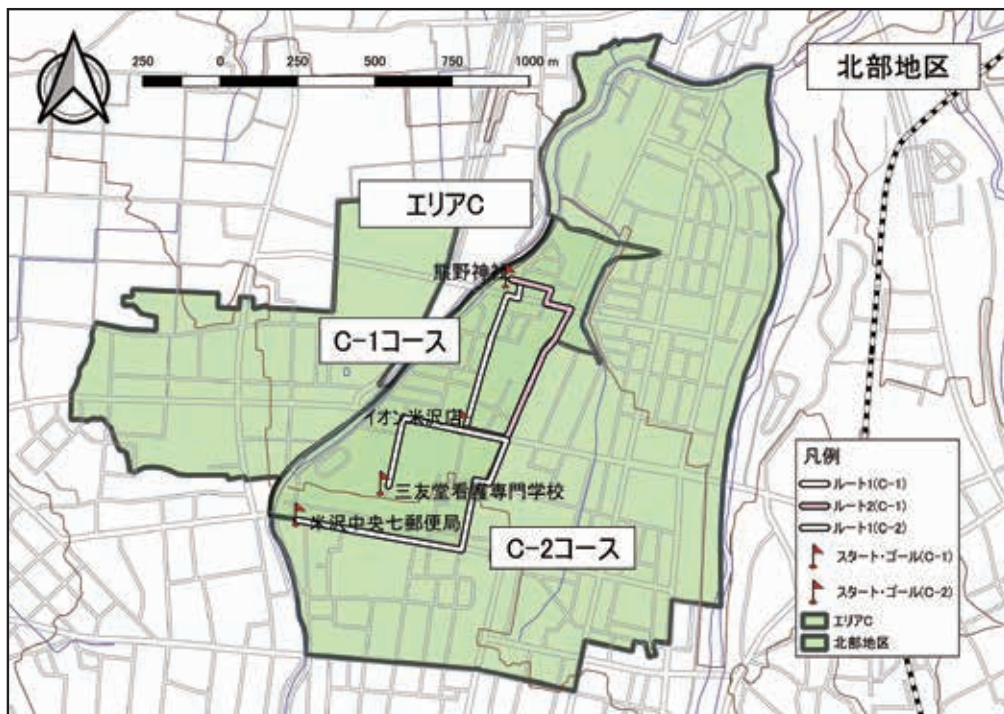 北部地区
250 0 250 500 750 1000 m
エリアC
熊野神社
C-1コース
イオン米沢店
三友堂看護専門学校
米沢中央七郵便局
C-2コース
凡例
ルート1(C-1)
ルート2(C-1)
ルート1(C-2)
スタート・ゴール(C-1)
スタート・ゴール(C-2)
エリアC
北部地区